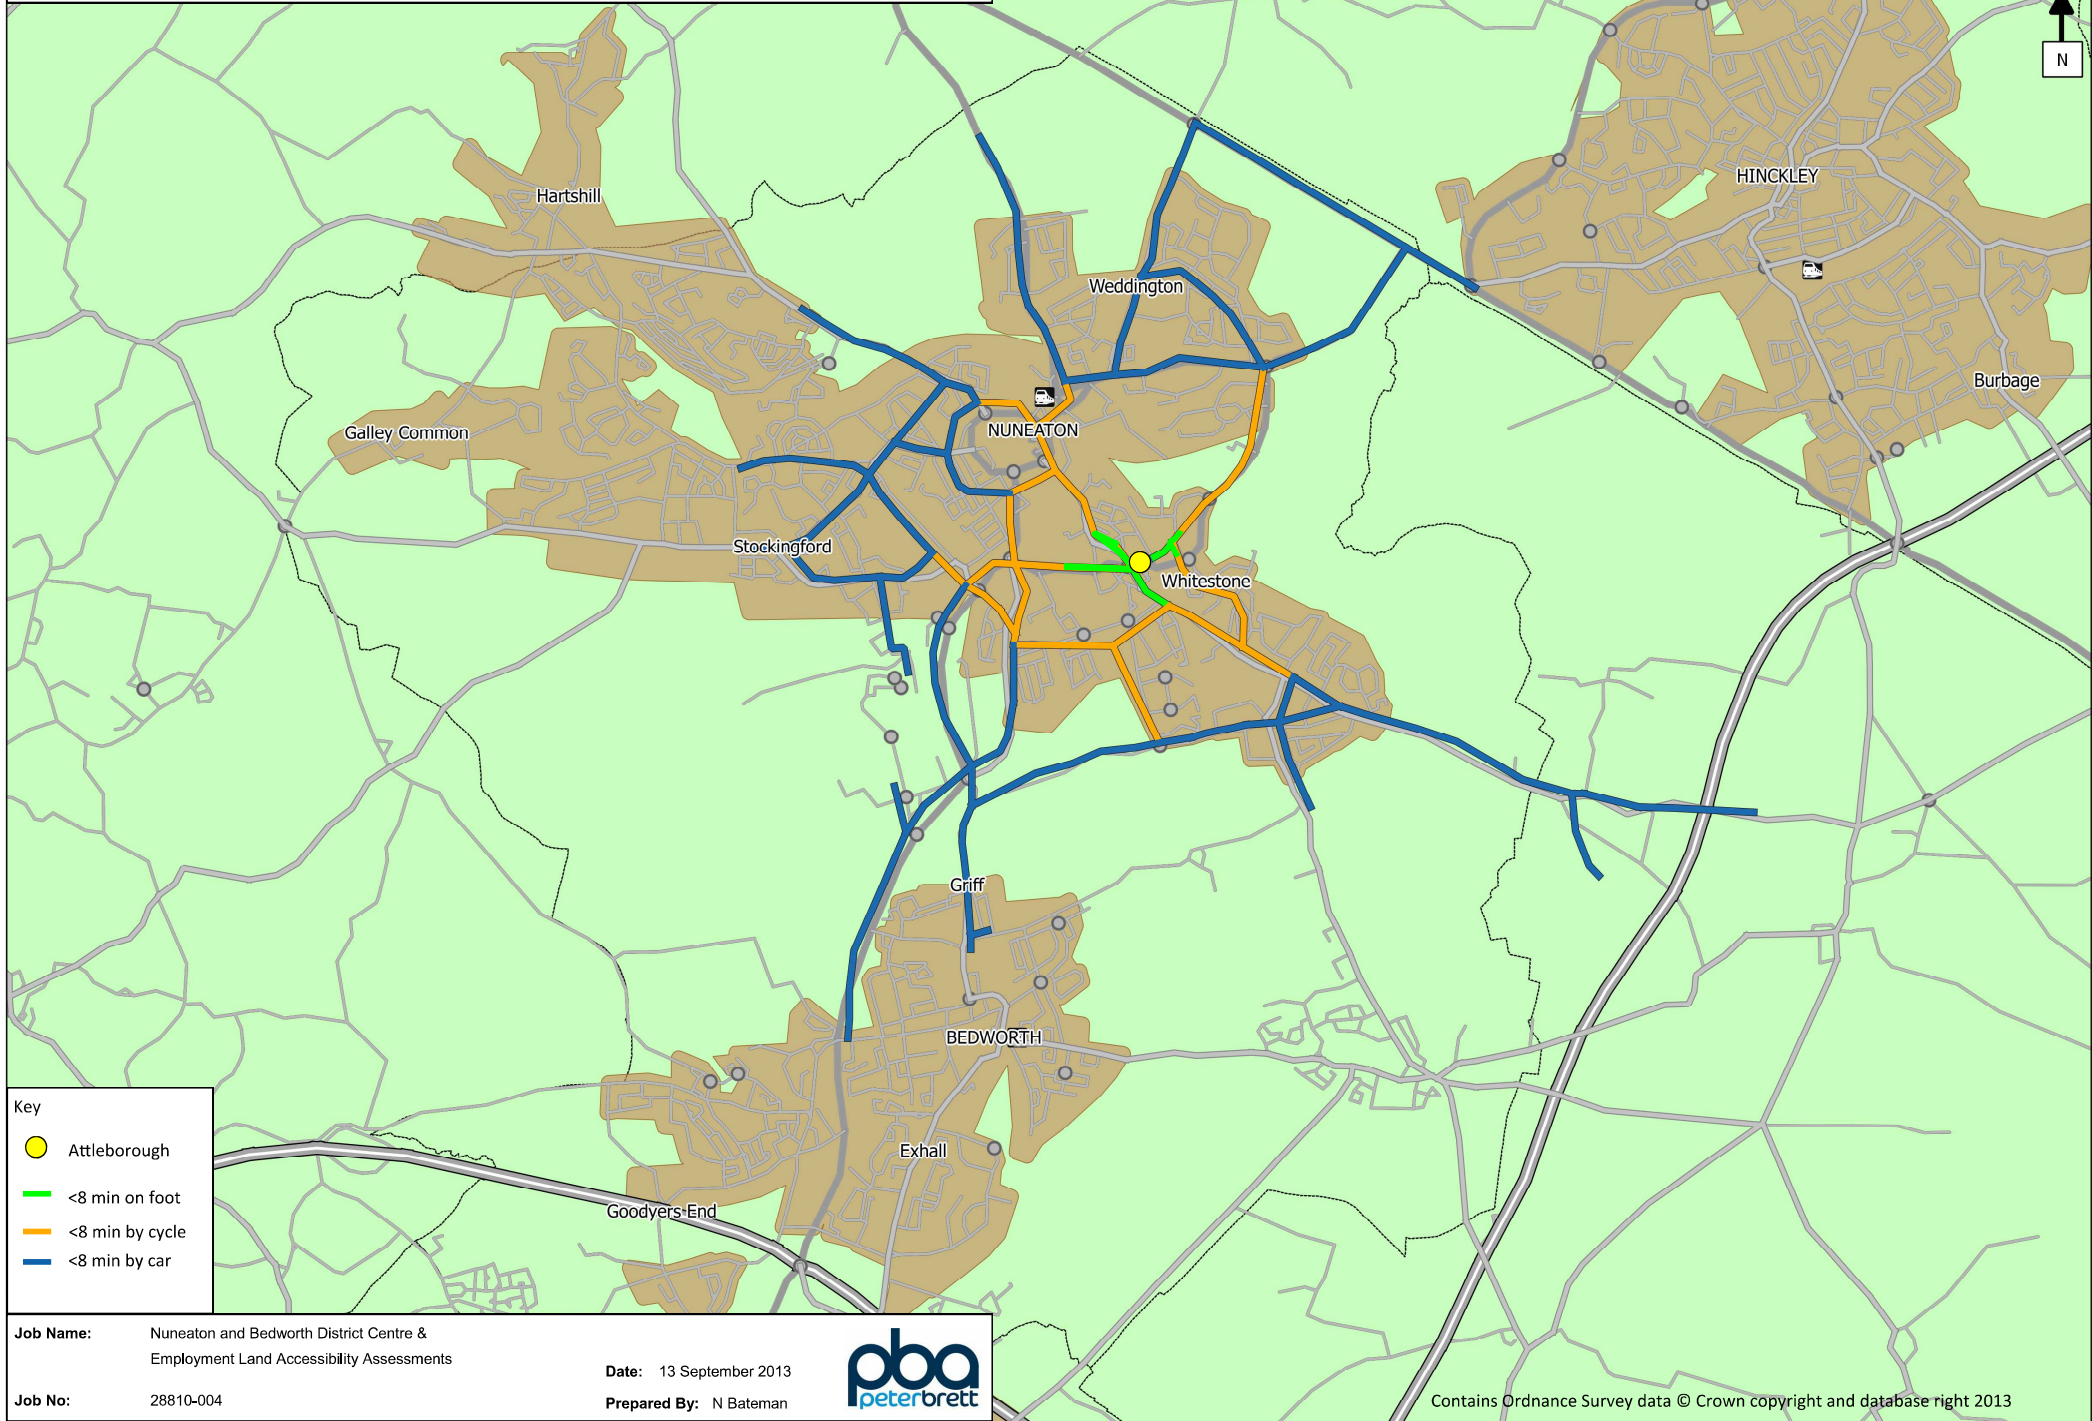 N
HINCKLEY
Hartshill
Weddington
Burbage
Galley Common
NUNEATON
Stockingford
Whitestone
Griff
BEDWORTH
Exhall
Goodyers End
Key
Attleborough
<8 min on foot
<8 min by cycle
<8 min by car
Job Name: Nuneaton and Bedworth District Centre &
Employment Land Accessibility Assessments
Job No: 28810-004
Date: 13 September 2013
Prepared By: N Bateman
pba
peterbrett
Contains Ordnance Survey data © Crown copyright and database right 2013